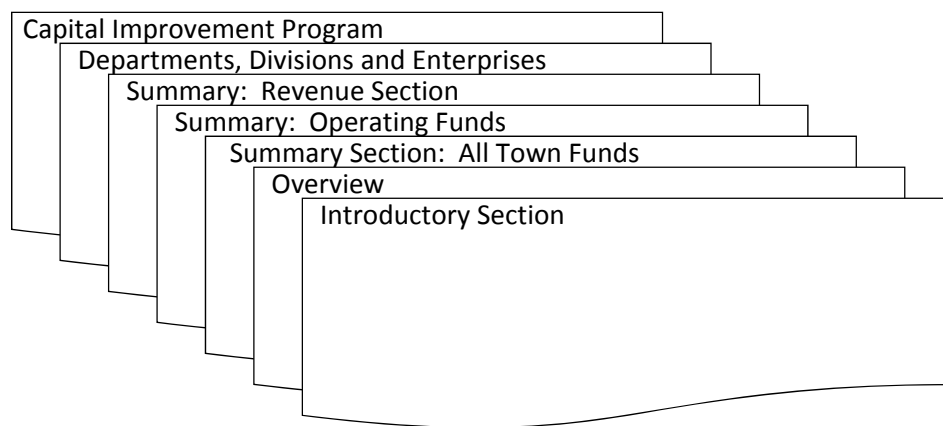 Capital Improvement Program
Departments, Divisions and Enterprises
Summary:  Revenue Section
Summary:  Operating Funds
Summary Section:  All Town Funds
Overview
Introductory Section